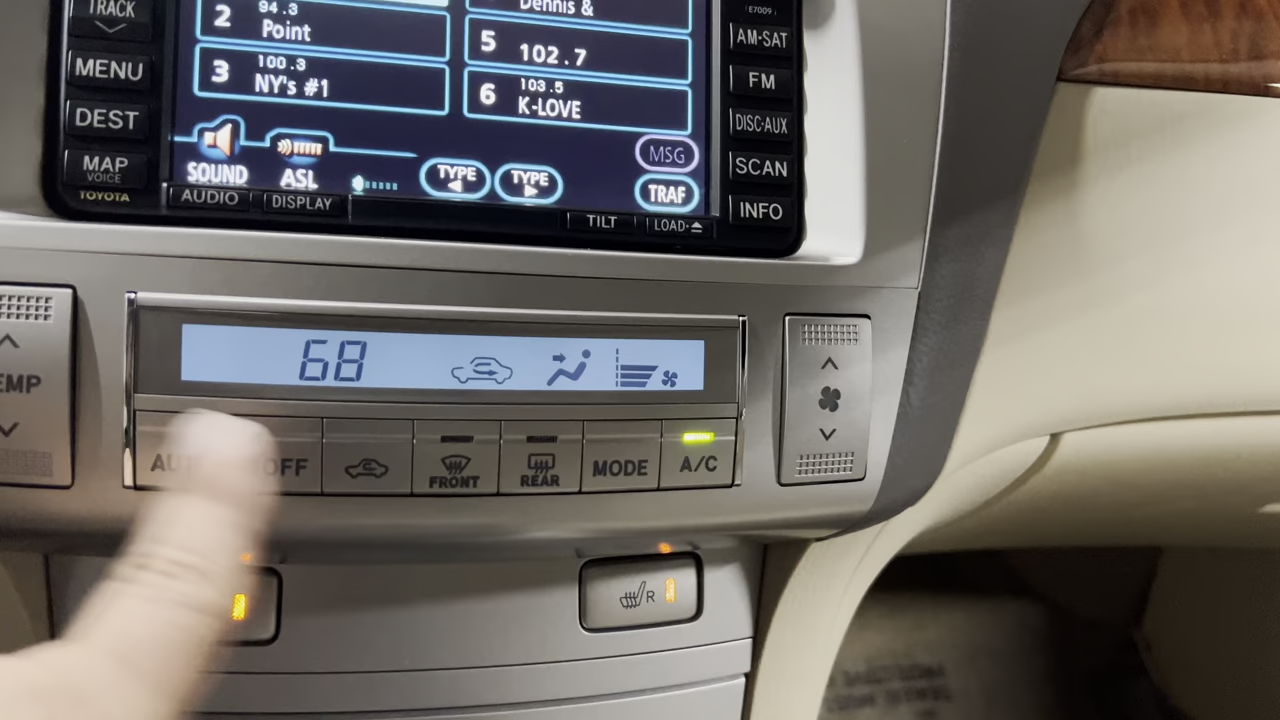 TRACK
MENU
DEST
MAP
VOICE
TOYOTA
2 94.3
Point
3 100.3
NY's #1
Dennis &
5 102.7
6 103.5
K-LOVE
SOUND
ASL
TYPE
TYPE
MSG
TRAF
AUDIO
DISPLAY
TILT
LOAD
E7009
AM·SAT
FM
DISC·AUX
SCAN
INFO
68
OFF
FRONT
REAR
MODE
A/C
R